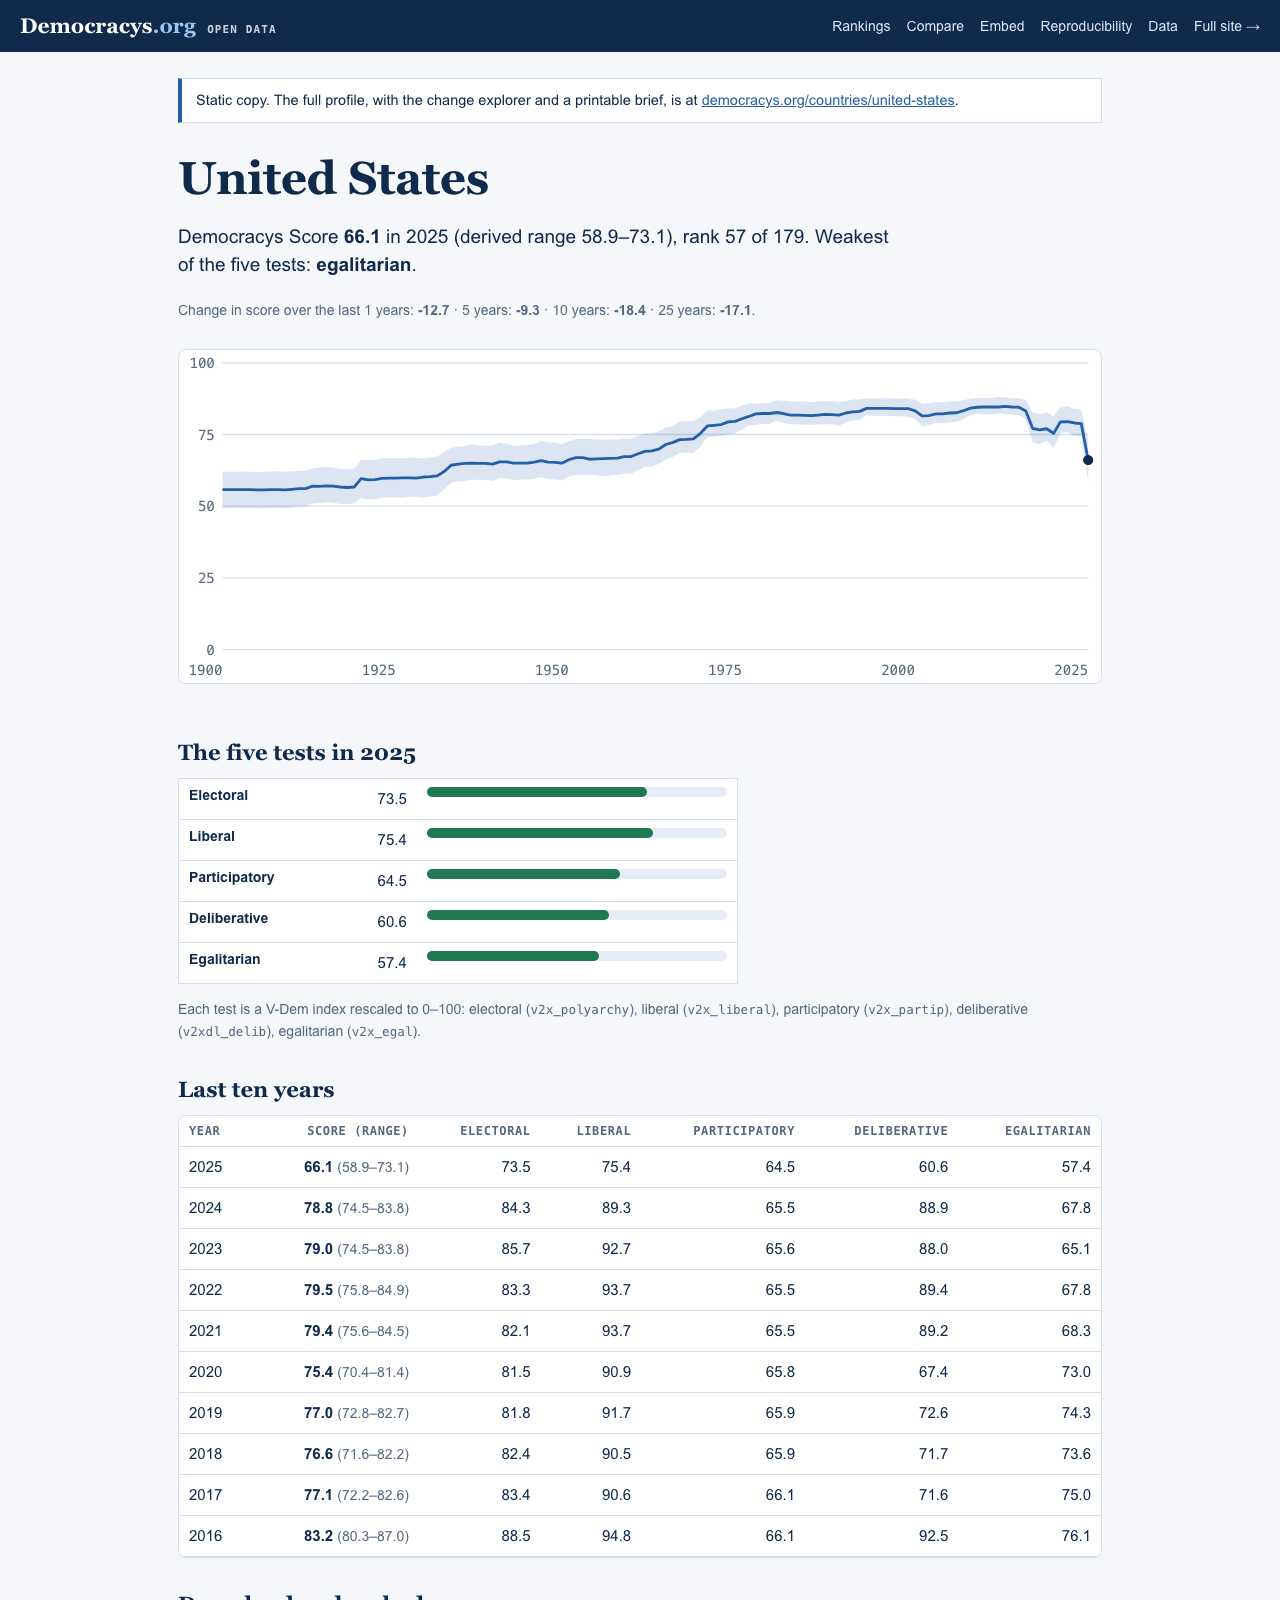 Democracys.org OPEN DATA
Rankings Compare Embed Reproducibility Data Full site →
Static copy. The full profile, with the change explorer and a printable brief, is at democracys.org/countries/united-states.
United States
Democracys Score 66.1 in 2025 (derived range 58.9–73.1), rank 57 of 179. Weakest
of the five tests: egalitarian.
Change in score over the last 1 years: -12.7 · 5 years: -9.3 · 10 years: -18.4 · 25 years: -17.1.
100
75
50
25
0
1900 1925 1950 1975 2000 2025
The five tests in 2025
Electoral 73.5
Liberal 75.4
Participatory 64.5
Deliberative 60.6
Egalitarian 57.4
Each test is a V-Dem index rescaled to 0–100: electoral (v2x_polyarchy), liberal (v2x_liberal), participatory (v2x_partip), deliberative
(v2xdl_delib), egalitarian (v2x_egal).
Last ten years
YEAR SCORE (RANGE) ELECTORAL LIBERAL PARTICIPATORY DELIBERATIVE EGALITARIAN
2025 66.1 (58.9–73.1) 73.5 75.4 64.5 60.6 57.4
2024 78.8 (74.5–83.8) 84.3 89.3 65.5 88.9 67.8
2023 79.0 (74.5–83.8) 85.7 92.7 65.6 88.0 65.1
2022 79.5 (75.8–84.9) 83.3 93.7 65.5 89.4 67.8
2021 79.4 (75.6–84.5) 82.1 93.7 65.5 89.2 68.3
2020 75.4 (70.4–81.4) 81.5 90.9 65.8 67.4 73.0
2019 77.0 (72.8–82.7) 81.8 91.7 65.9 72.6 74.3
2018 76.6 (71.6–82.2) 82.4 90.5 65.9 71.7 73.6
2017 77.1 (72.2–82.6) 83.4 90.6 66.1 71.6 75.0
2016 83.2 (80.3–87.0) 88.5 94.8 66.1 92.5 76.1